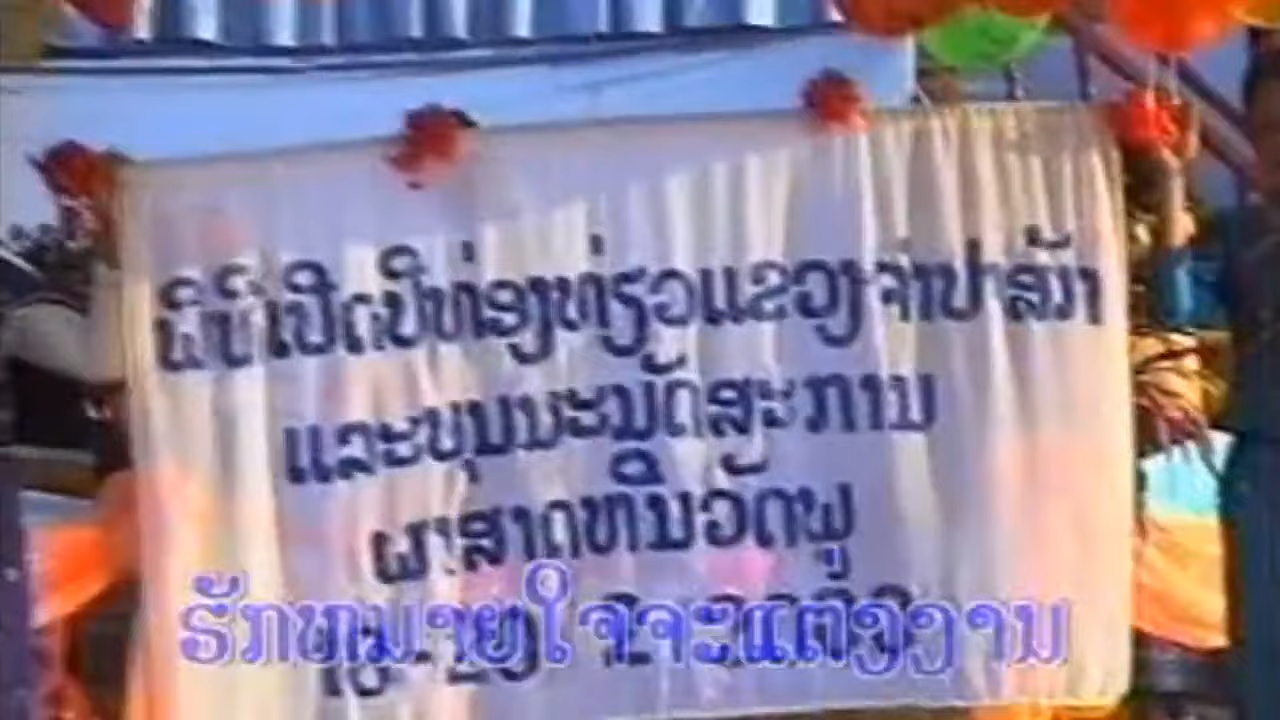 ພິທີເປີດປີທ່ອງທ່ຽວແຂວງຈຳປາສັກ
ແລະບຸນນະມັດສະການ
ຜາສາດຫີນວັດພູ
ຮັກຫມາຍໃຈຈະແຕ່ງງານ